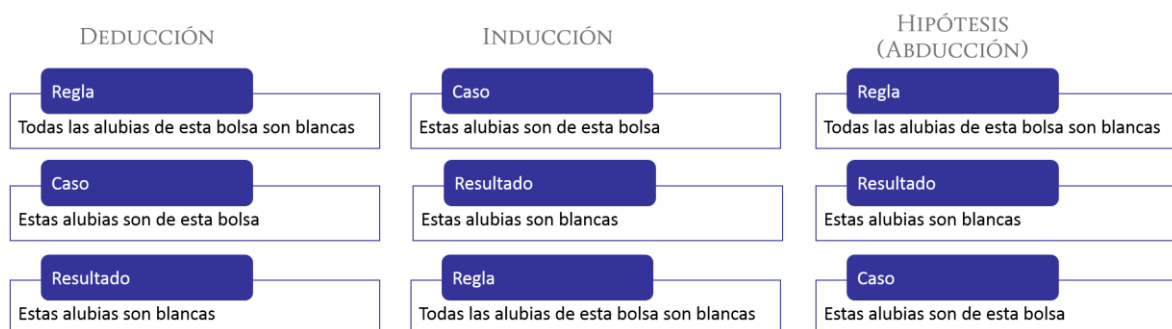 DEDUCCIÓN
Regla
Todas las alubias de esta bolsa son blancas
Caso
Estas alubias son de esta bolsa
Resultado
Estas alubias son blancas
INDUCCIÓN
Caso
Estas alubias son de esta bolsa
Resultado
Estas alubias son blancas
Regla
Todas las alubias de esta bolsa son blancas
HIPÓTESIS
(ABDUCCIÓN)
Regla
Todas las alubias de esta bolsa son blancas
Resultado
Estas alubias son blancas
Caso
Estas alubias son de esta bolsa